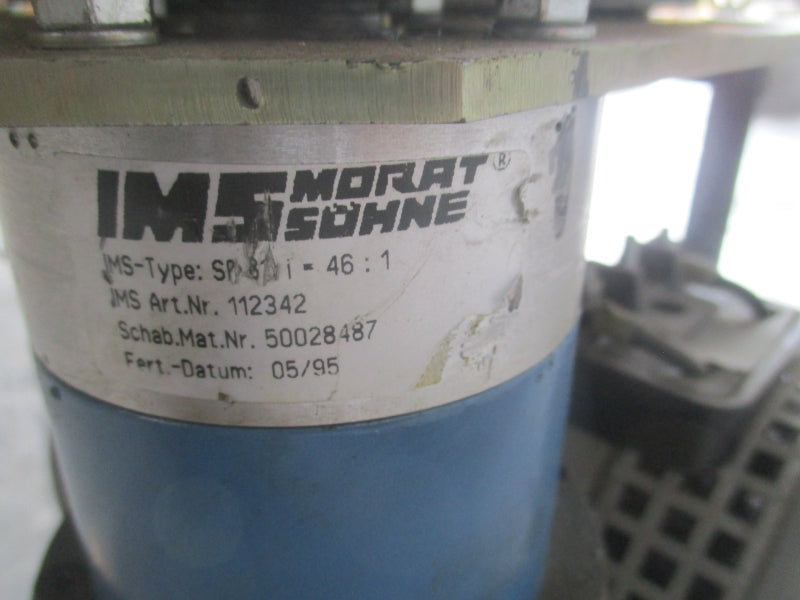 IMS MORAT ®
SÖHNE
IMS-Type: i = 46 : 1
IMS Art.Nr. 112342
Schab.Mat.Nr. 50028487
Fert.-Datum: 05/95